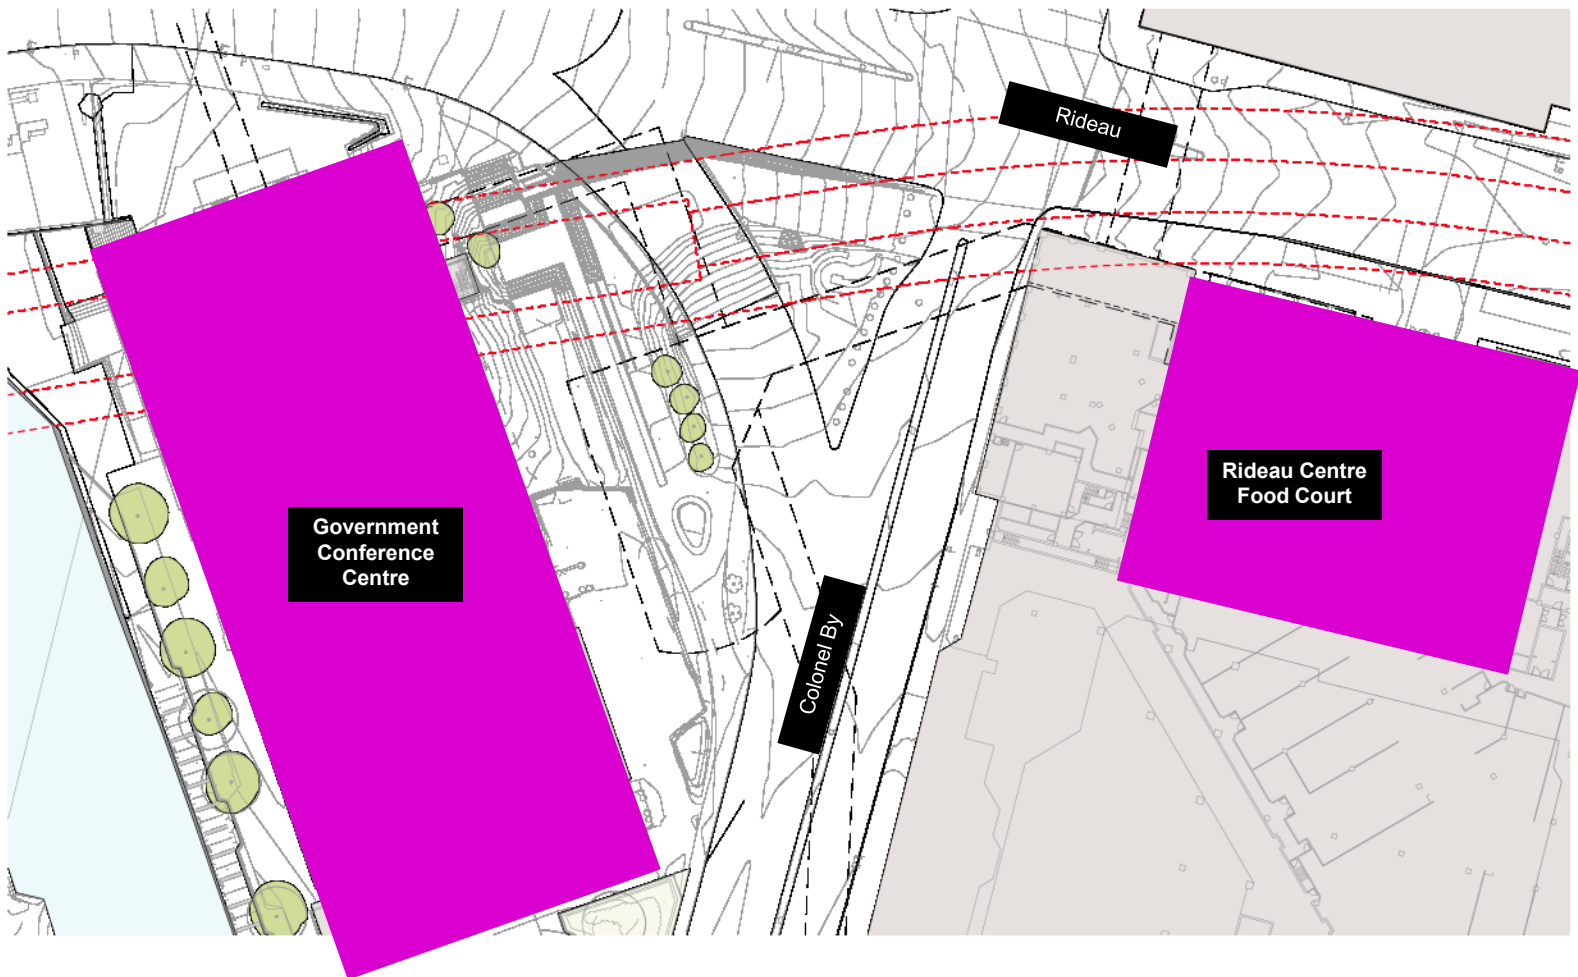 Rideau
Rideau Centre
Food Court
Government
Conference
Centre
Colonel By